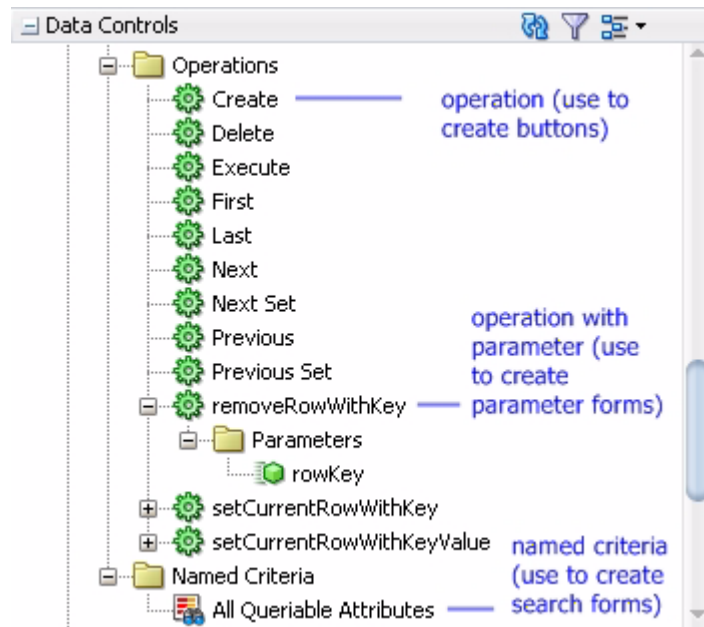 Data Controls
Operations
Create
operation (use to
create buttons)
Delete
Execute
First
Last
Next
Next Set
operation with
parameter (use
to create
parameter forms)
Previous
Previous Set
removeRowWithKey
Parameters
rowKey
setCurrentRowWithKey
setCurrentRowWithKeyValue
named criteria
(use to create
search forms)
Named Criteria
All Queriable Attributes